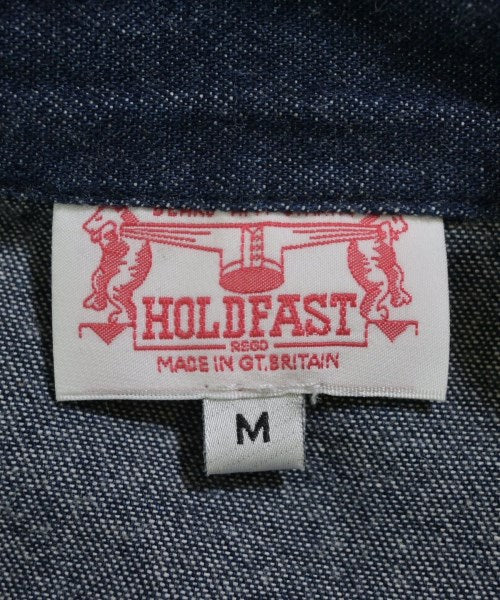 HOLDFAST
REGD
MADE IN GT. BRITAIN
M